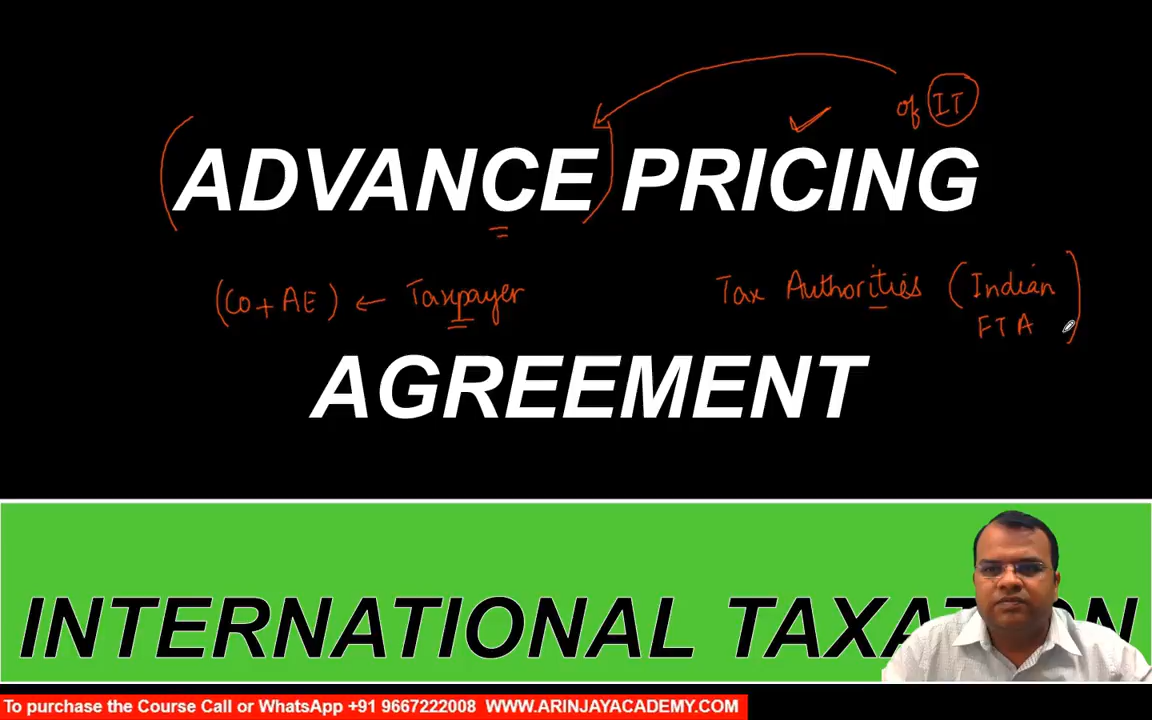 of IT
ADVANCE PRICING
(Co + AE) ← Taxpayer Tax Authorities (Indian
FTA)
AGREEMENT
INTERNATIONAL TAXATION
To purchase the Course Call or WhatsApp +91 9667222008 WWW.ARINJAYACADEMY.COM